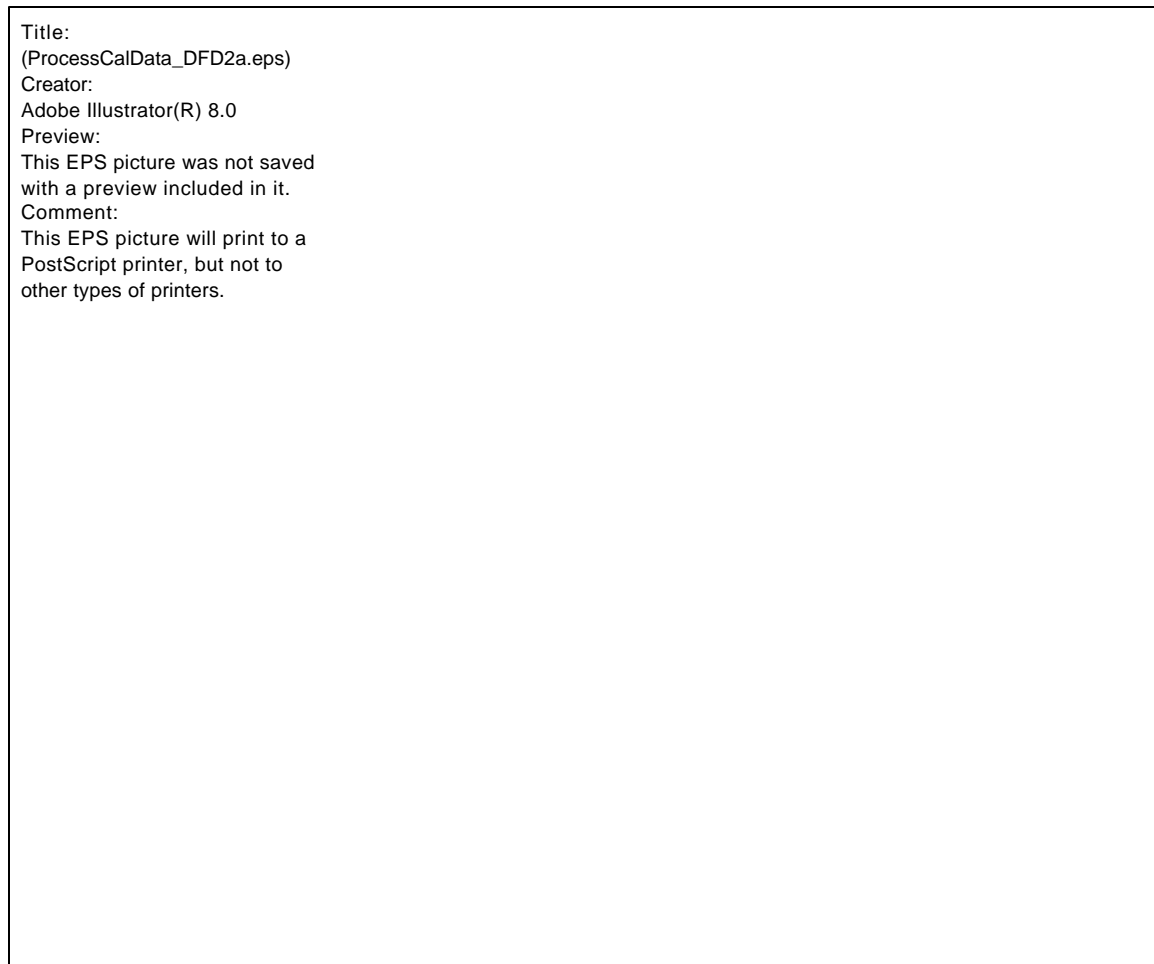 Title:
(ProcessCalData_DFD2a.eps)
Creator:
Adobe Illustrator(R) 8.0
Preview:
This EPS picture was not saved
with a preview included in it.
Comment:
This EPS picture will print to a
PostScript printer, but not to
other types of printers.